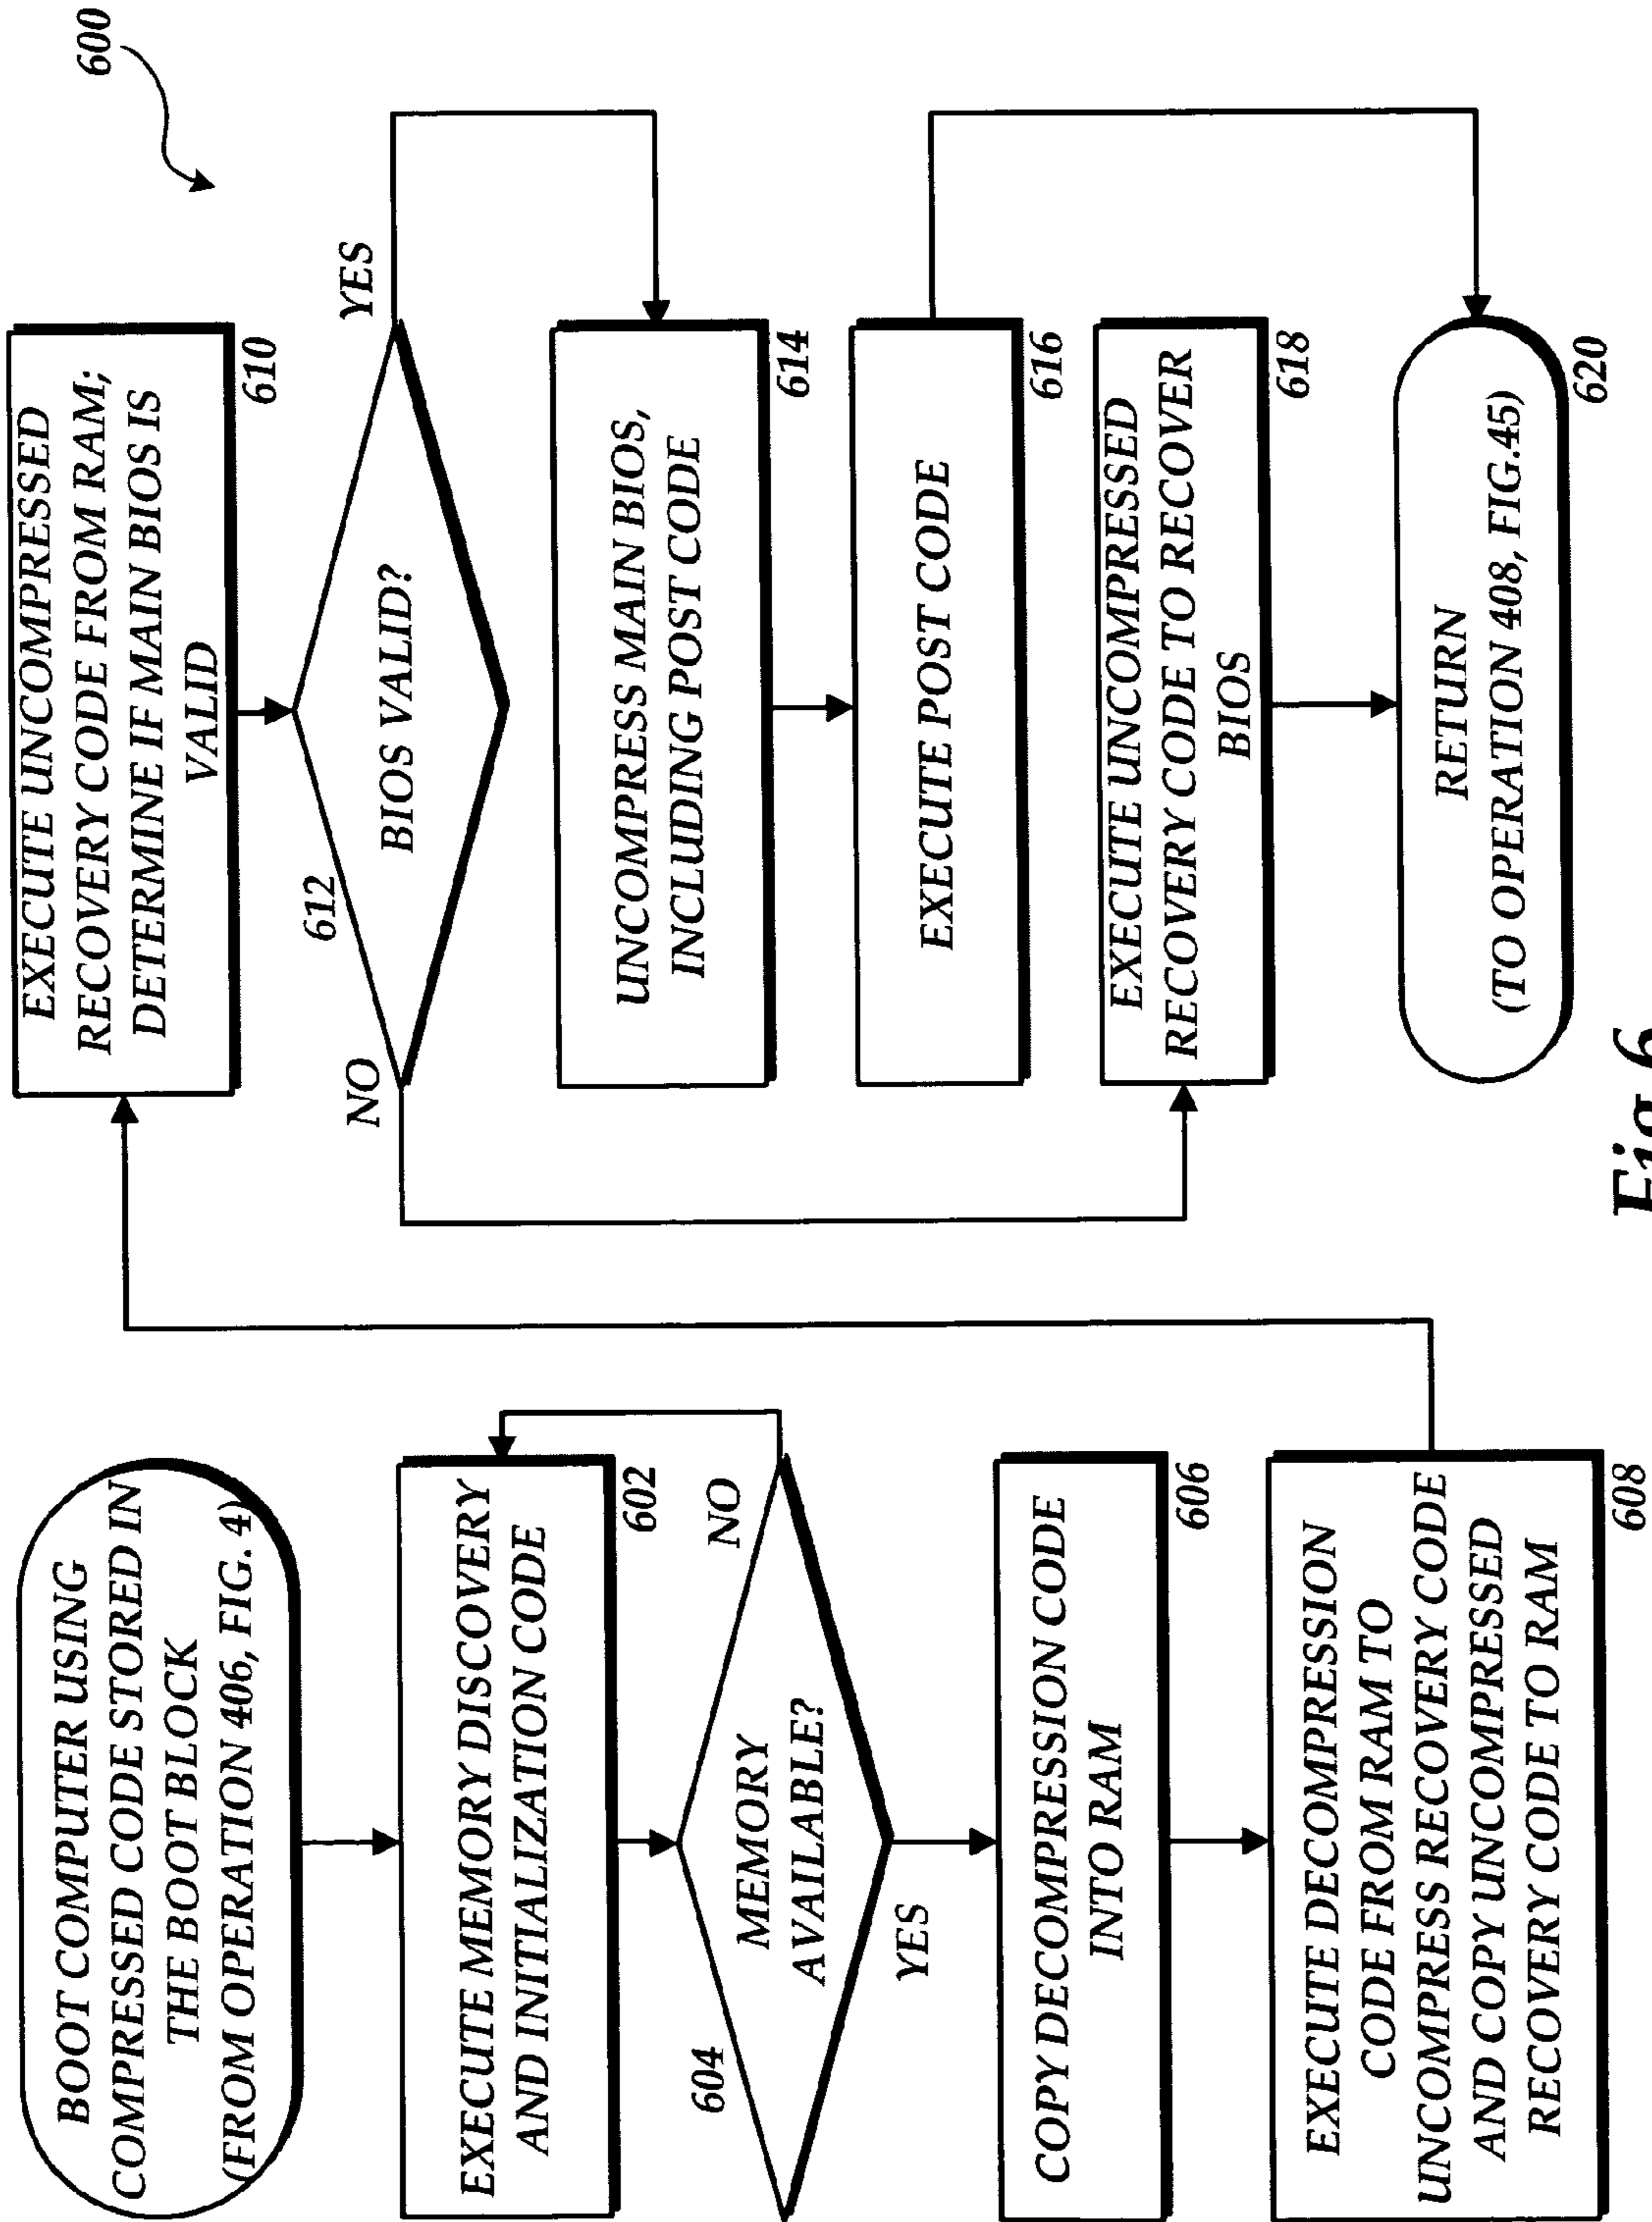 600
BOOT COMPUTER USING
COMPRESSED CODE STORED IN
THE BOOT BLOCK
(FROM OPERATION 406, FIG. 4)
EXECUTE MEMORY DISCOVERY
AND INITIALIZATION CODE
602
604
MEMORY
AVAILABLE?
NO
YES
COPY DECOMPRESSION CODE
INTO RAM
606
EXECUTE DECOMPRESSION
CODE FROM RAM TO
UNCOMPRESS RECOVERY CODE
AND COPY UNCOMPRESSED
RECOVERY CODE TO RAM
608
EXECUTE UNCOMPRESSED
RECOVERY CODE FROM RAM;
DETERMINE IF MAIN BIOS IS
VALID
610
612
NO
BIOS VALID?
YES
UNCOMPRESS MAIN BIOS,
INCLUDING POST CODE
614
EXECUTE POST CODE
616
EXECUTE UNCOMPRESSED
RECOVERY CODE TO RECOVER
BIOS
618
RETURN
(TO OPERATION 408, FIG.45)
620
Fig.6